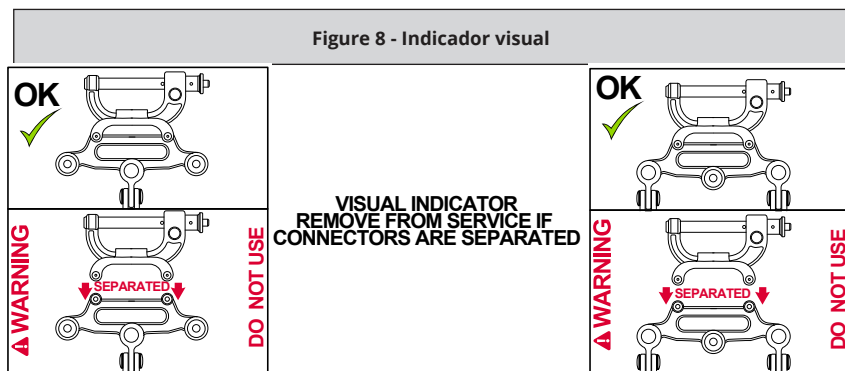 Figure 8 - Indicador visual
OK
WARNING
SEPARATED
DO NOT USE
VISUAL INDICATOR
REMOVE FROM SERVICE IF
CONNECTORS ARE SEPARATED
OK
WARNING
SEPARATED
DO NOT USE